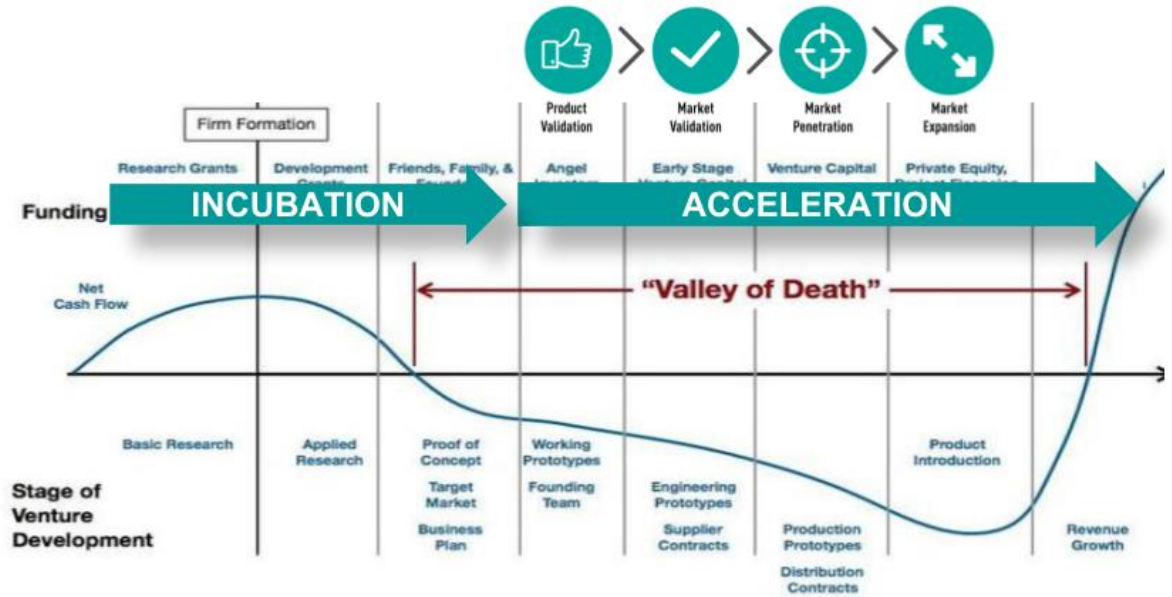 Product
Validation
Market
Validation
Market
Penetration
Market
Expansion
Firm Formation
Research Grants
Development
Friends, Family, &
Angel
Early Stage
Venture Capital
Private Equity,
Funding
INCUBATION
ACCELERATION
"Valley of Death"
Net
Cash Flow
Basic Research
Applied
Research
Proof of
Concept
Target
Market
Business
Plan
Working
Prototypes
Founding
Team
Engineering
Prototypes
Supplier
Contracts
Production
Prototypes
Distribution
Contracts
Product
Introduction
Revenue
Growth
Stage of
Venture
Development